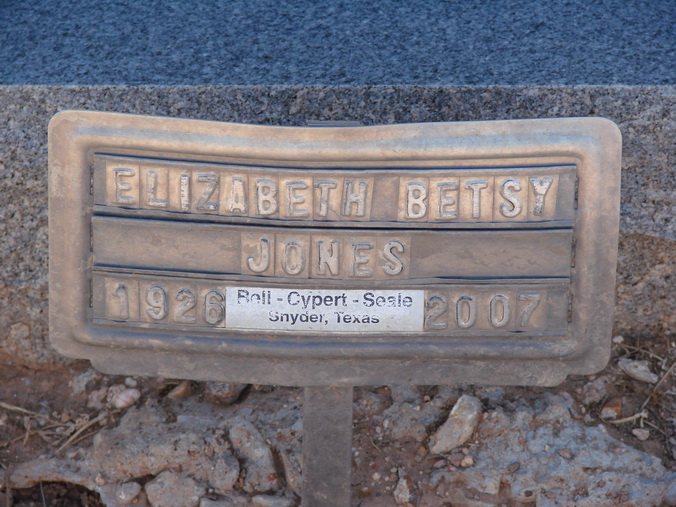 ELIZABETH BETSY
JONES
1926 2007
Bell - Cypert - Seale
Snyder, Texas